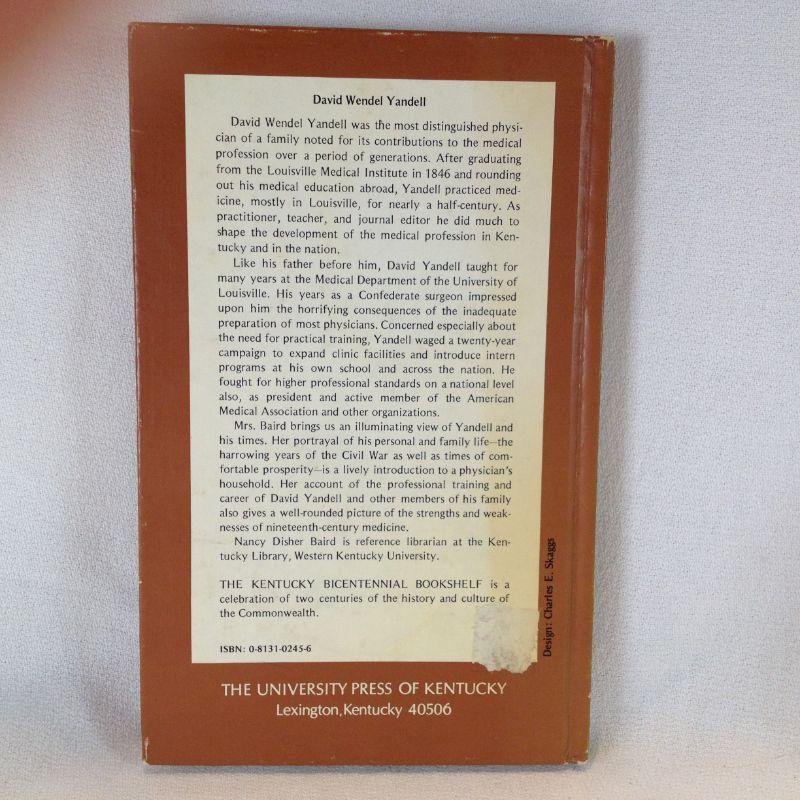 David Wendel Yandell
David Wendel Yandell was the most distinguished physi-
cian of a family noted for its contributions to the medical
profession over a period of generations. After graduating
from the Louisville Medical Institute in 1846 and rounding
out his medical education abroad, Yandell practiced med-
icine, mostly in Louisville, for nearly a half-century. As
practitioner, teacher, and journal editor he did much to
shape the development of the medical profession in Ken-
tucky and in the nation.
Like his father before him, David Yandell taught for
many years at the Medical Department of the University of
Louisville. His years as a Confederate surgeon impressed
upon him the horrifying consequences of the inadequate
preparation of most physicians. Concerned especially about
the need for practical training, Yandell waged a twenty-year
campaign to expand clinic facilities and introduce intern
programs at his own school and across the nation. He
fought for higher professional standards on a national level
also, as president and active member of the American
Medical Association and other organizations.
Mrs. Baird brings us an illuminating view of Yandell and
his times. Her portrayal of his personal and family life—the
harrowing years of the Civil War as well as times of com-
fortable prosperity—is a lively introduction to a physician's
household. Her account of the professional training and
career of David Yandell and other members of his family
also gives a well-rounded picture of the strengths and weak-
nesses of nineteenth-century medicine.
Nancy Disher Baird is reference librarian at the Ken-
tucky Library, Western Kentucky University.
THE KENTUCKY BICENTENNIAL BOOKSHELF is a
celebration of two centuries of the history and culture of
the Commonwealth.
ISBN: 0-8131-0245-6
Design: Charles E. Skaggs
THE UNIVERSITY PRESS OF KENTUCKY
Lexington, Kentucky 40506